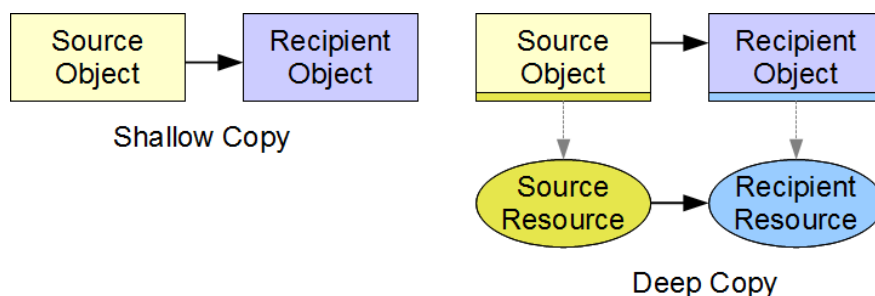 Source
Object
Recipient
Object
Shallow Copy
Source
Object
Recipient
Object
Source
Resource
Recipient
Resource
Deep Copy